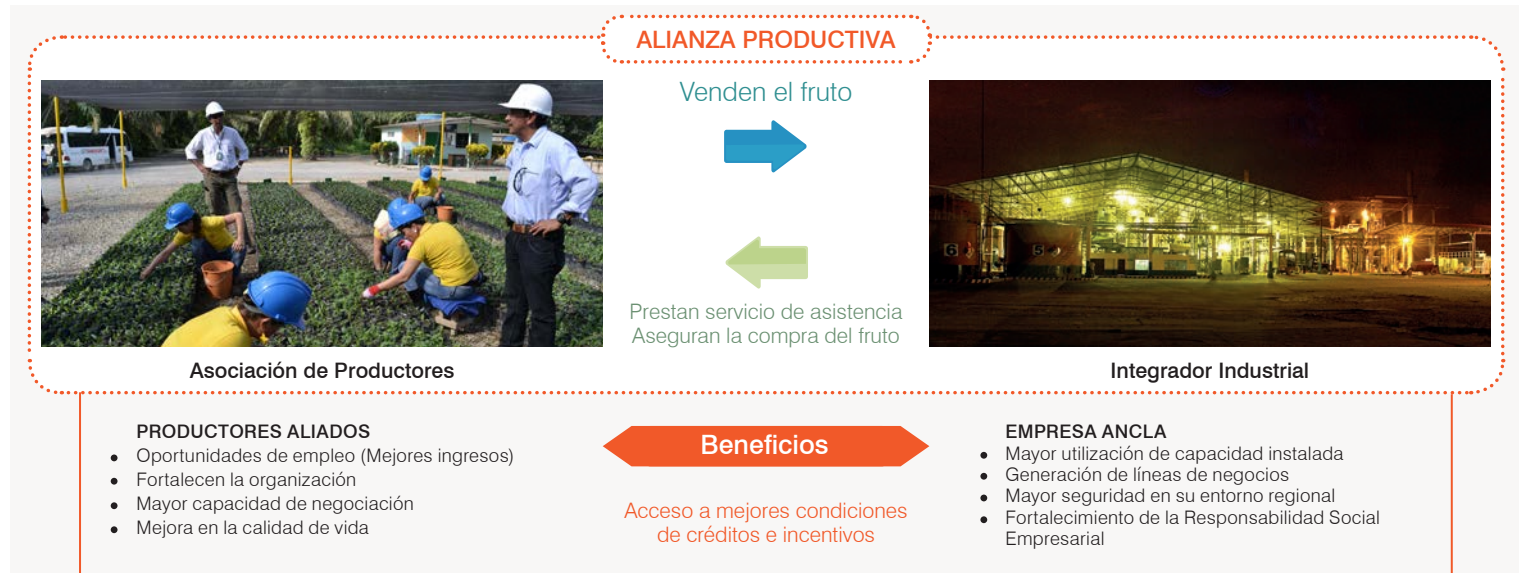 ALIANZA PRODUCTIVA
Venden el fruto
Prestan servicio de asistencia
Aseguran la compra del fruto
6
5
Asociación de Productores
Integrador Industrial
PRODUCTORES ALIADOS
• Oportunidades de empleo (Mejores ingresos)
• Fortalecen la organización
• Mayor capacidad de negociación
• Mejora en la calidad de vida
Beneficios
Acceso a mejores condiciones
de créditos e incentivos
EMPRESA ANCLA
• Mayor utilización de capacidad instalada
• Generación de líneas de negocios
• Mayor seguridad en su entorno regional
• Fortalecimiento de la Responsabilidad Social
Empresarial